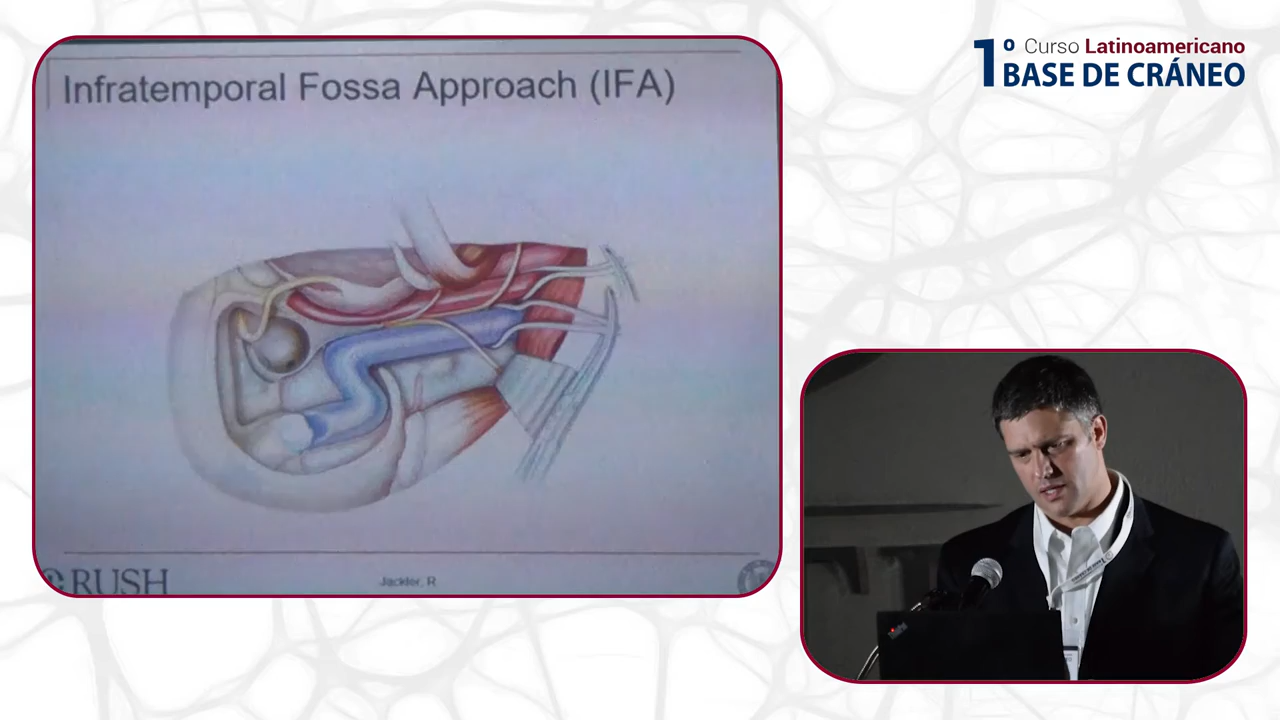 Infratemporal Fossa Approach (IFA)
RUSH
Jackler, R
1º Curso Latinoamericano
BASE DE CRÁNEO